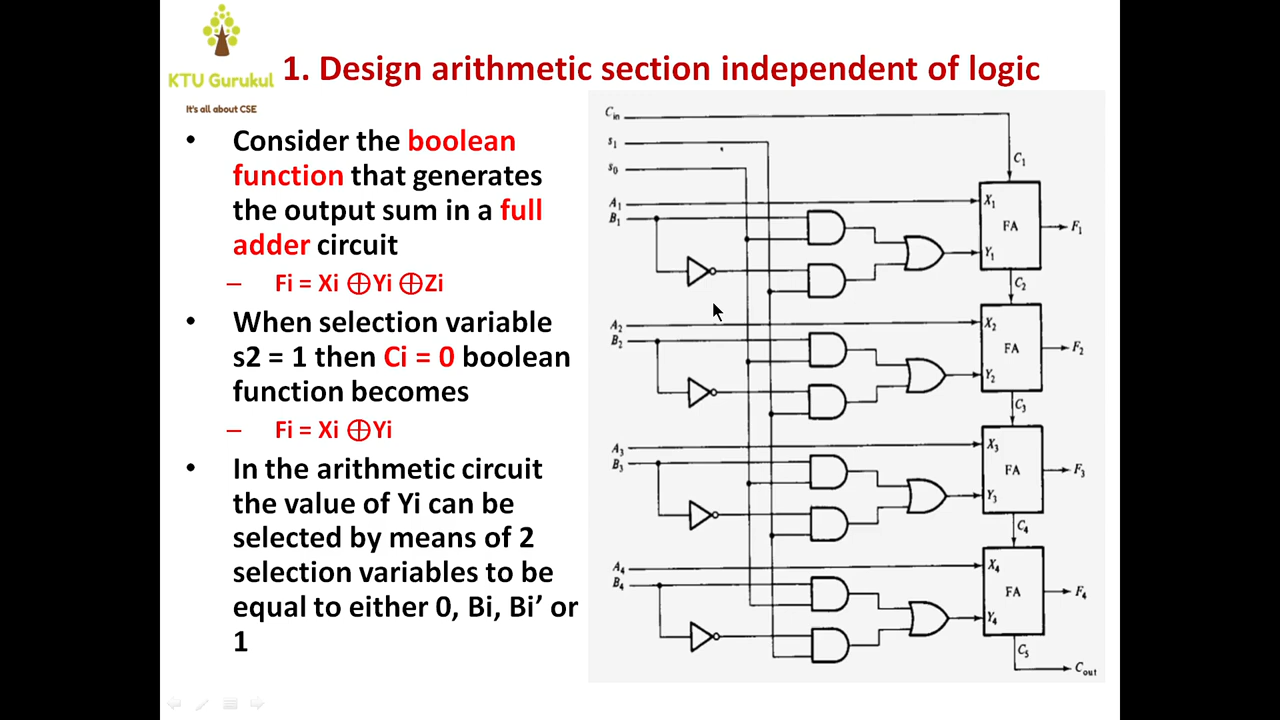 KTU Gurukul
It's all about CSE
1. Design arithmetic section independent of logic
• Consider the boolean
function that generates
the output sum in a full
adder circuit
– Fi = Xi ⊕Yi ⊕Zi
• When selection variable
s2 = 1 then Ci = 0 boolean
function becomes
– Fi = Xi ⊕Yi
• In the arithmetic circuit
the value of Yi can be
selected by means of 2
selection variables to be
equal to either 0, Bi, Bi’ or
1
Cin
s1
s0
C1
A1
B1
X1
FA
F1
Y1
C2
A2
B2
X2
FA
F2
Y2
C3
A3
B3
X3
FA
F3
Y3
C4
A4
B4
X4
FA
F4
Y4
C5
Cout